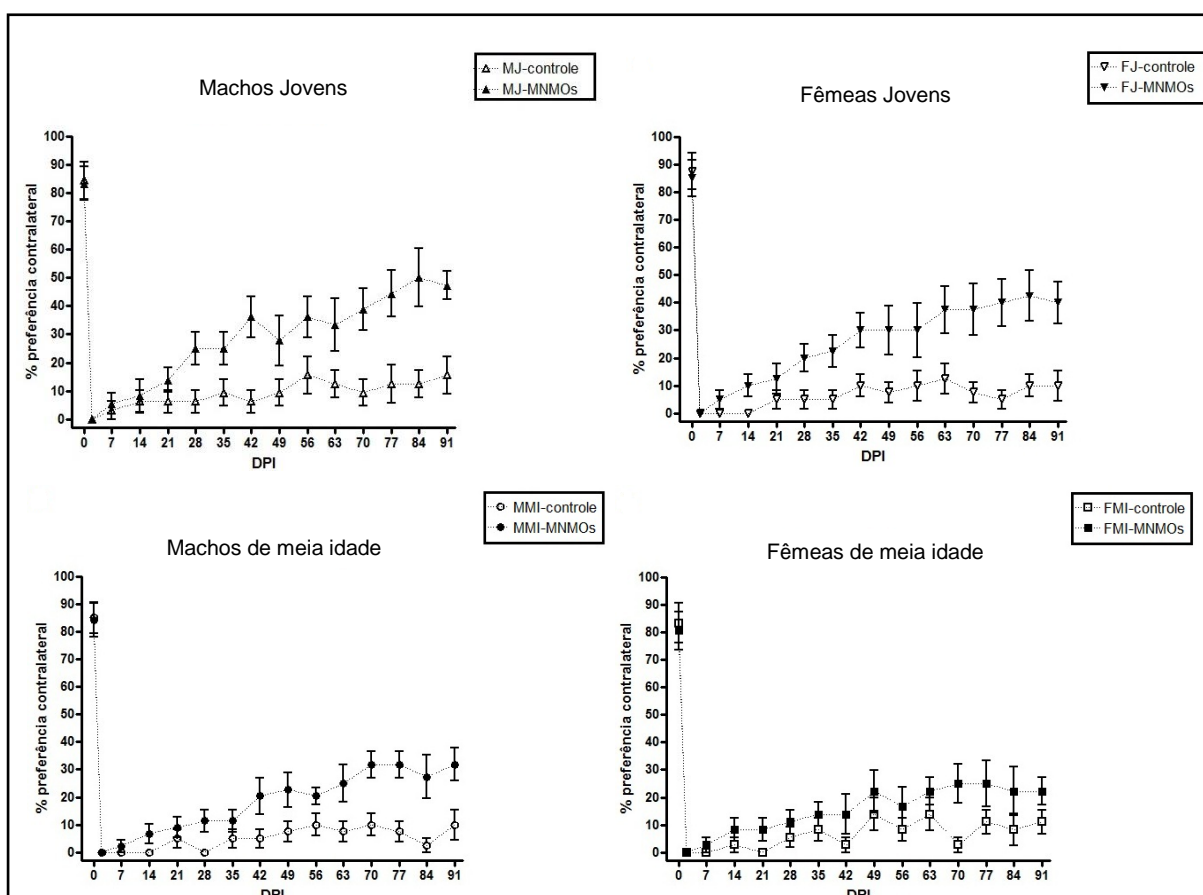 MJ-controle
MJ-MNMOs
Machos Jovens
% preferência contralateral
100
90
80
70
60
50
40
30
20
10
0
0 7 14 21 28 35 42 49 56 63 70 77 84 91
DPI
FJ-controle
FJ-MNMOs
Fêmeas Jovens
% preferência contralateral
100
90
80
70
60
50
40
30
20
10
0
0 7 14 21 28 35 42 49 56 63 70 77 84 91
DPI
MMI-controle
MMI-MNMOs
Machos de meia idade
% preferência contralateral
100
90
80
70
60
50
40
30
20
10
0
0 7 14 21 28 35 42 49 56 63 70 77 84 91
DPI
FMI-controle
FMI-MNMOs
Fêmeas de meia idade
% preferência contralateral
100
90
80
70
60
50
40
30
20
10
0
0 7 14 21 28 35 42 49 56 63 70 77 84 91
DPI